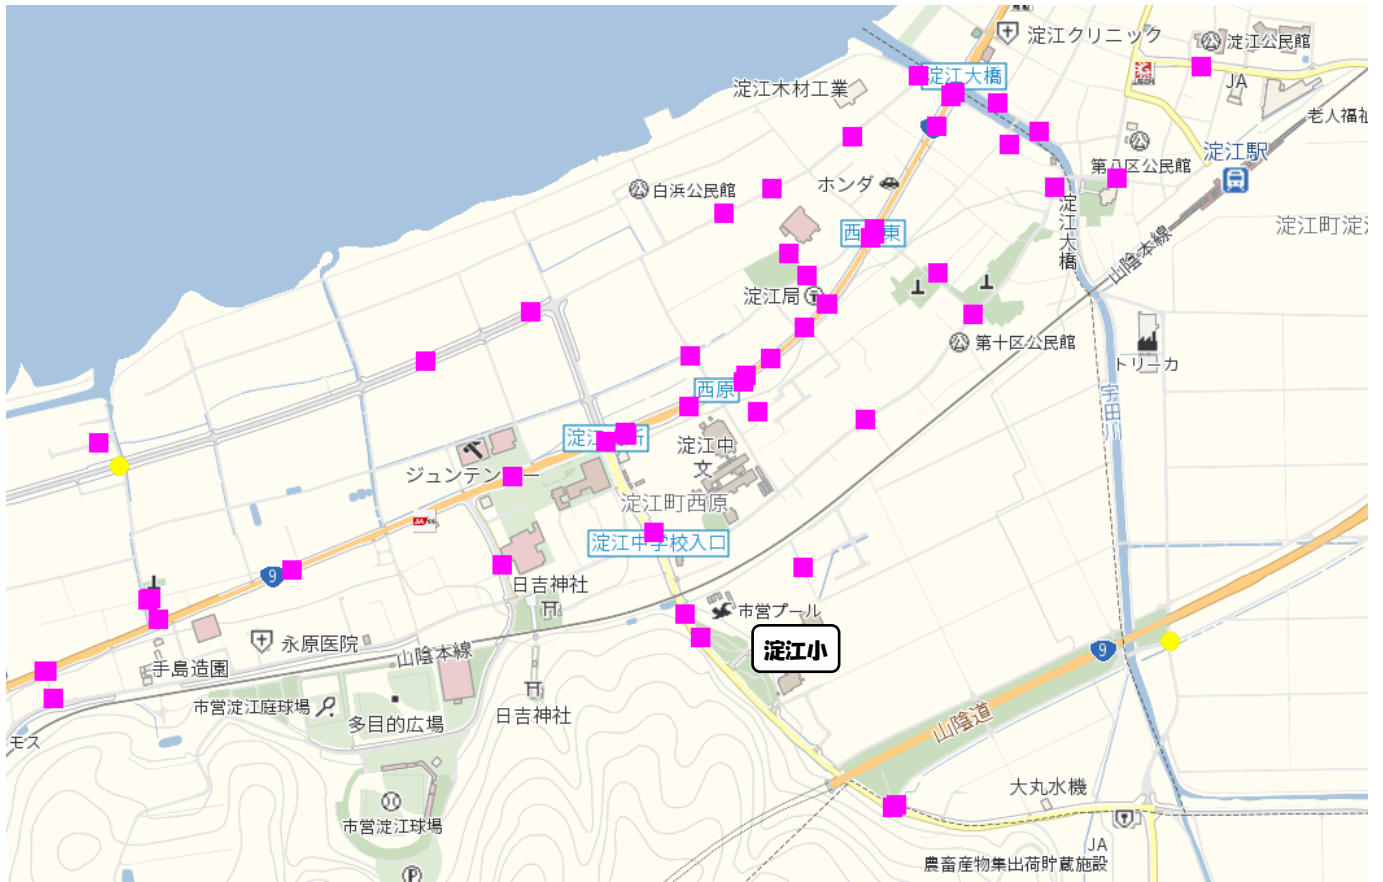 淀江クリニック
淀江公民館
淀江大橋
JA
淀江木材工業
老人福祉
淀江駅
第八区公民館
ホンダ
白浜公民館
淀江大橋
山陰本線
淀江町淀江
淀江局
第十区公民館
トリーカ
西原
宇田川
淀江中
文
ジュンテンドー
淀江町西原
JA-SS
淀江中学校入口
9
日吉神社
市営プール
永原医院
淀江小
9
手島造園
山陰本線
市営淀江庭球場
多目的広場
日吉神社
山陰道
モス
大丸水機
市営淀江球場
JA
農畜産物集出荷貯蔵施設
P